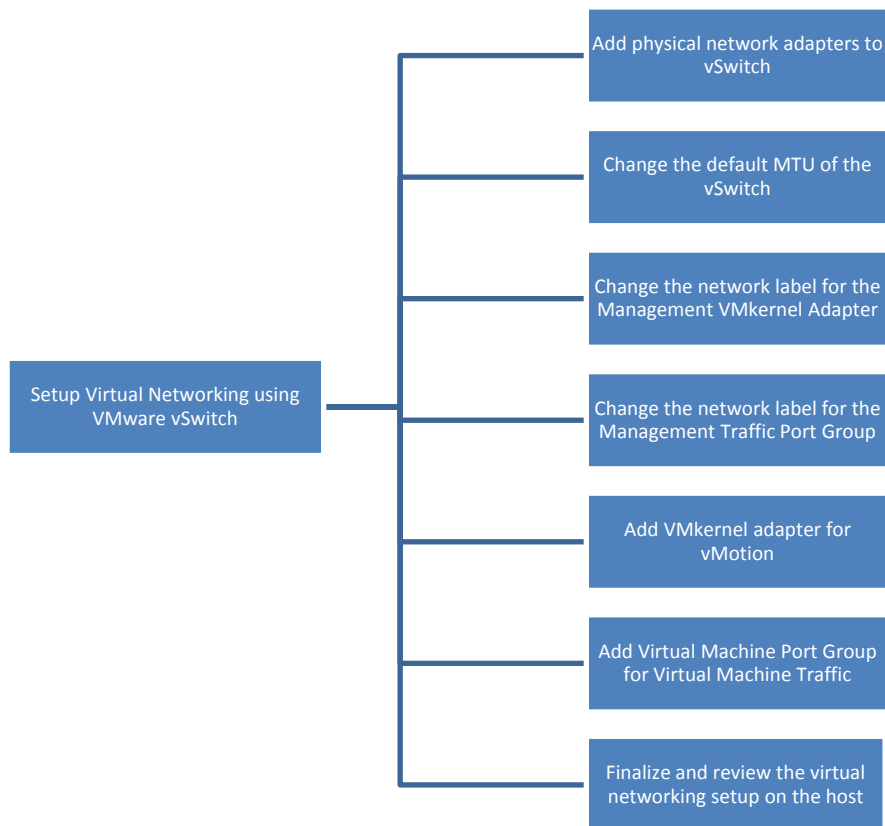 Add physical network adapters to
vSwitch
Change the default MTU of the
vSwitch
Change the network label for the
Management VMkernel Adapter
Setup Virtual Networking using
VMware vSwitch
Change the network label for the
Management Traffic Port Group
Add VMkernel adapter for
vMotion
Add Virtual Machine Port Group
for Virtual Machine Traffic
Finalize and review the virtual
networking setup on the host